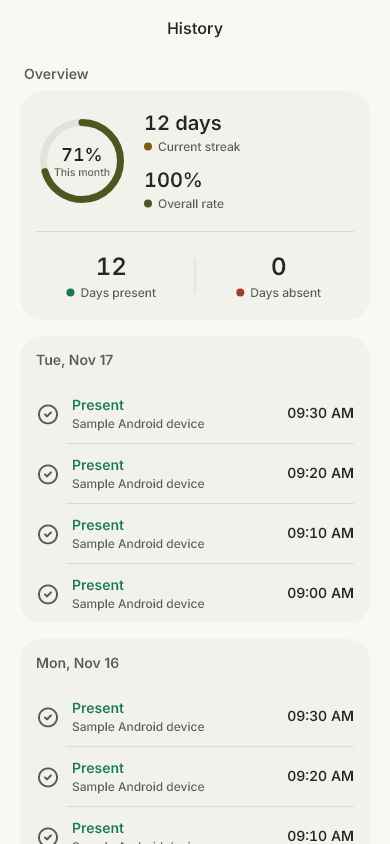 History
Overview
71%
This month
12 days
Current streak
100%
Overall rate
12
Days present
0
Days absent
Tue, Nov 17
Present
Sample Android device
09:30 AM
Present
Sample Android device
09:20 AM
Present
Sample Android device
09:10 AM
Present
Sample Android device
09:00 AM
Mon, Nov 16
Present
Sample Android device
09:30 AM
Present
Sample Android device
09:20 AM
Present
09:10 AM